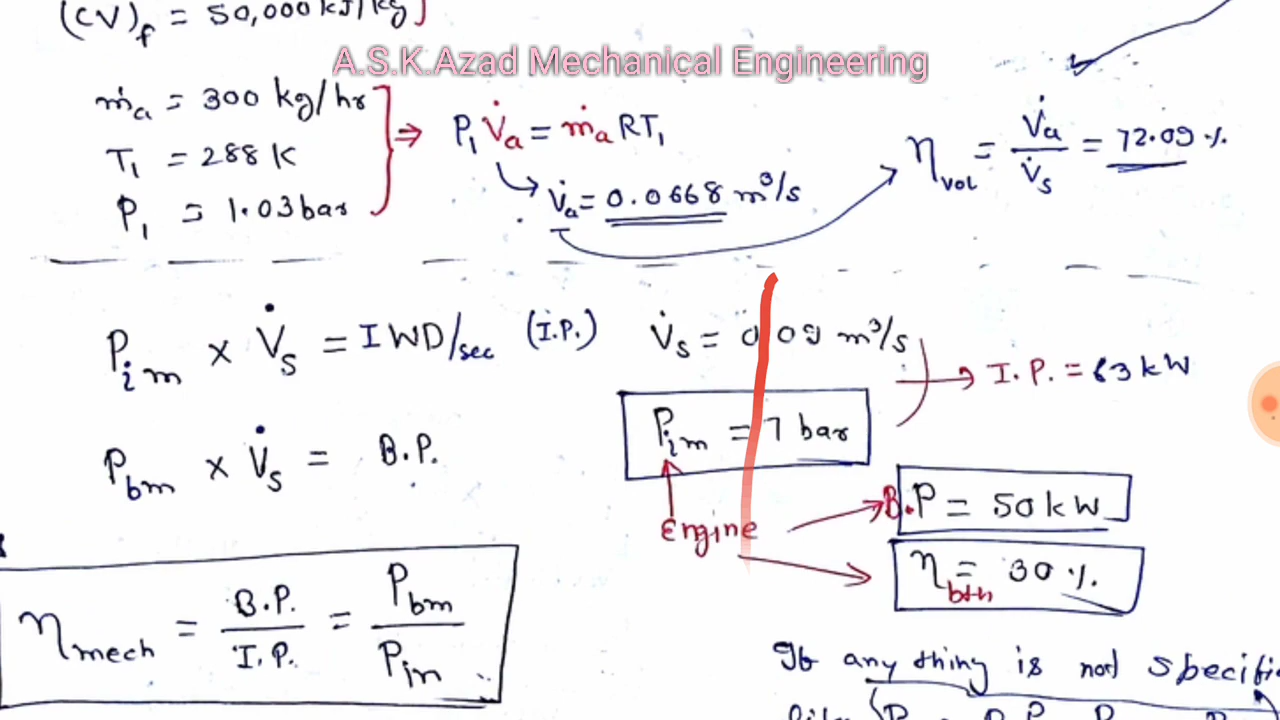 (CV)f = 50,000 kJ/kg]
A.S.K.Azad Mechanical Engineering
ṁa = 300 kg/hr
T1 = 288 K
P1 = 1.03 bar
⇒ P1 V̇a = ṁa RT1
V̇a = 0.0668 m³/s
ηvol = V̇a / V̇s = 72.09 %
Pim × V̇s = IWD/sec (I.P.)
V̇s = 0.09 m³/s
→ I.P. = 63 kW
Pim = 7 bar
Pbm × V̇s = B.P.
Engine
B.P = 50 kW
ηbth = 30 %
ηmech = B.P. / I.P. = Pbm / Pim
If any thing is not specifi